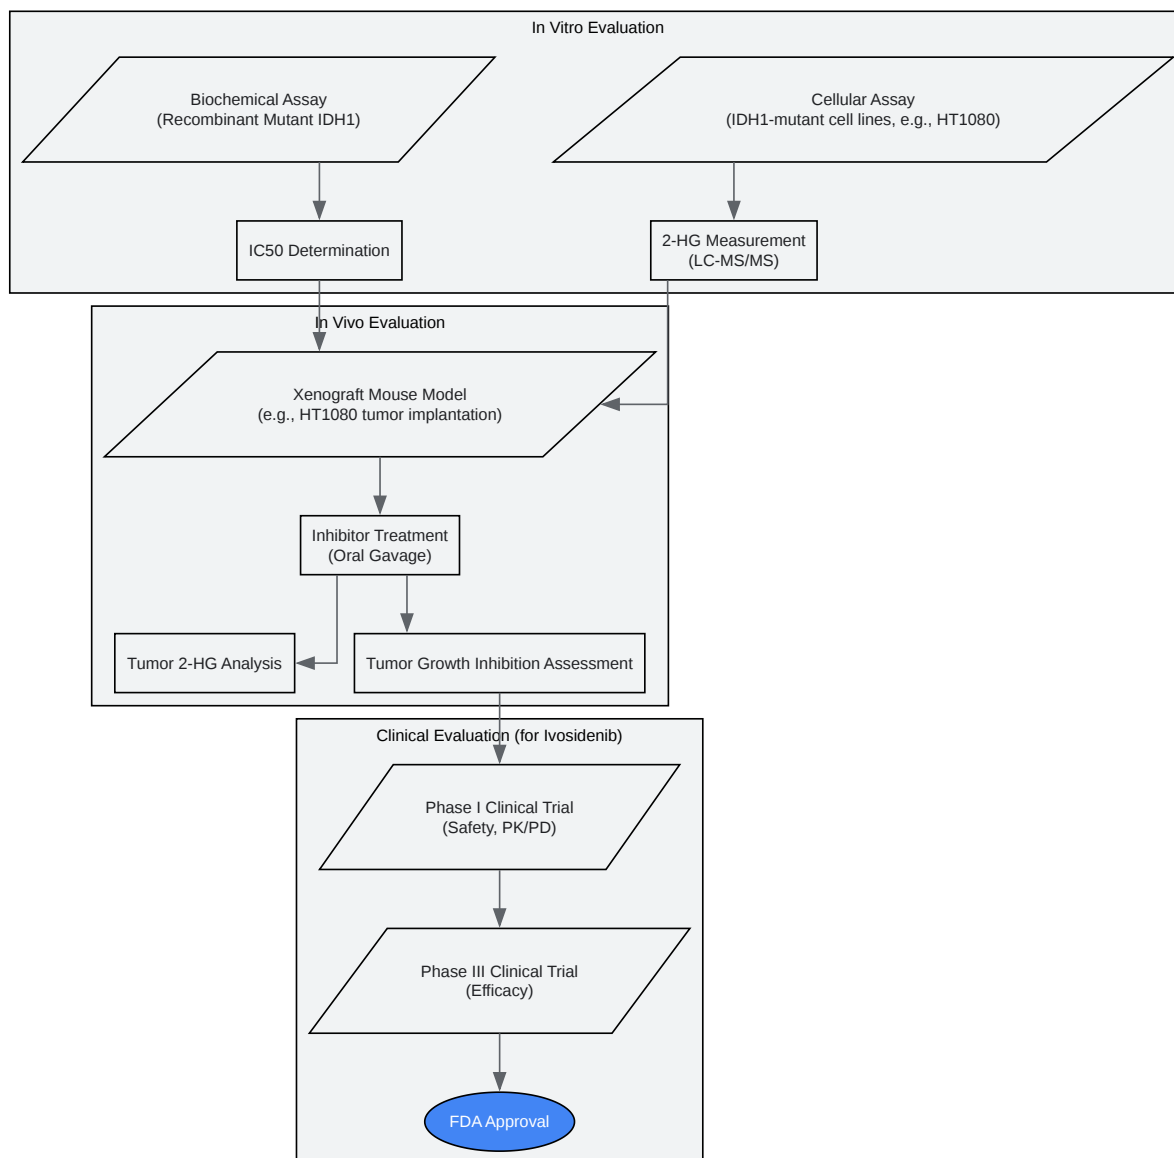 In Vitro Evaluation
Biochemical Assay
(Recombinant Mutant IDH1)
Cellular Assay
(IDH1-mutant cell lines, e.g., HT1080)
IC50 Determination
2-HG Measurement
(LC-MS/MS)
In Vivo Evaluation
Xenograft Mouse Model
(e.g., HT1080 tumor implantation)
Inhibitor Treatment
(Oral Gavage)
Tumor 2-HG Analysis
Tumor Growth Inhibition Assessment
Clinical Evaluation (for Ivosidenib)
Phase I Clinical Trial
(Safety, PK/PD)
Phase III Clinical Trial
(Efficacy)
FDA Approval